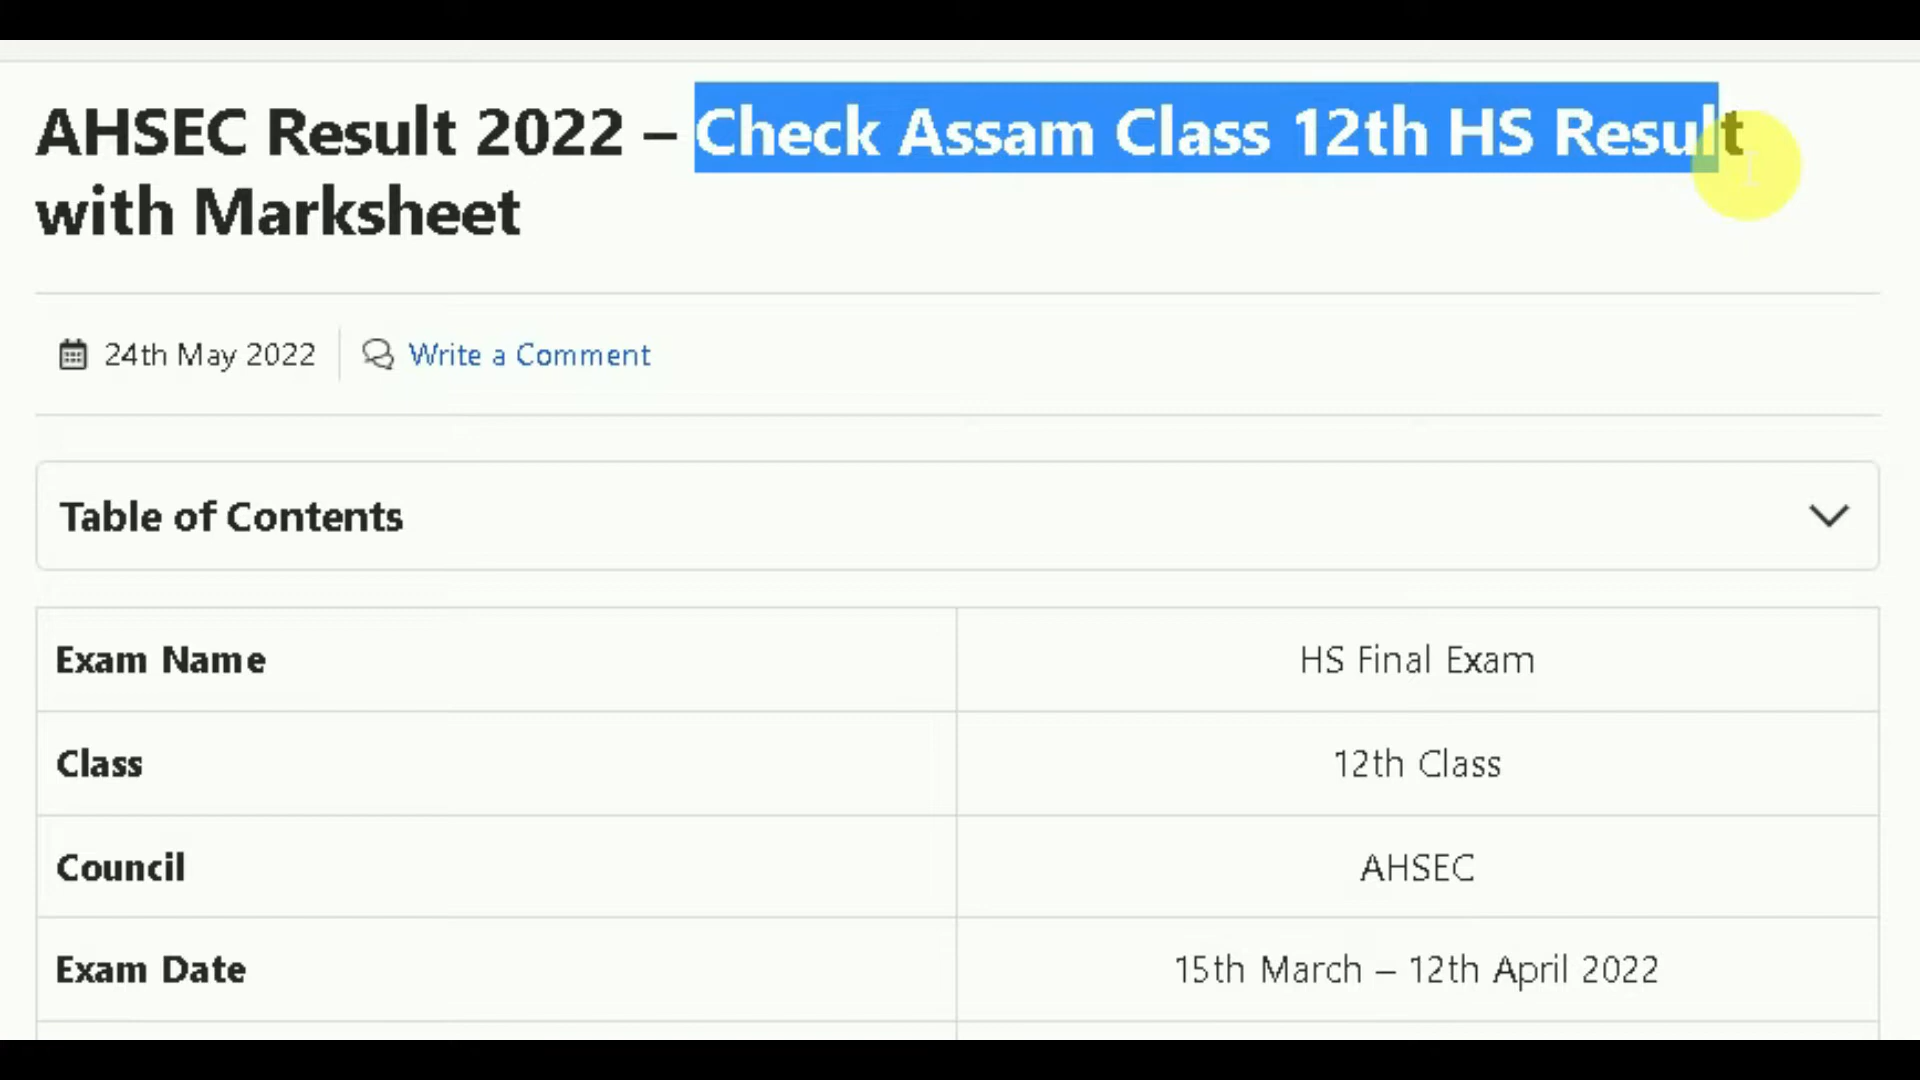 AHSEC Result 2022 – Check Assam Class 12th HS Result
with Marksheet
24th May 2022
Write a Comment
Table of Contents
Exam Name
HS Final Exam
Class
12th Class
Council
AHSEC
Exam Date
15th March – 12th April 2022